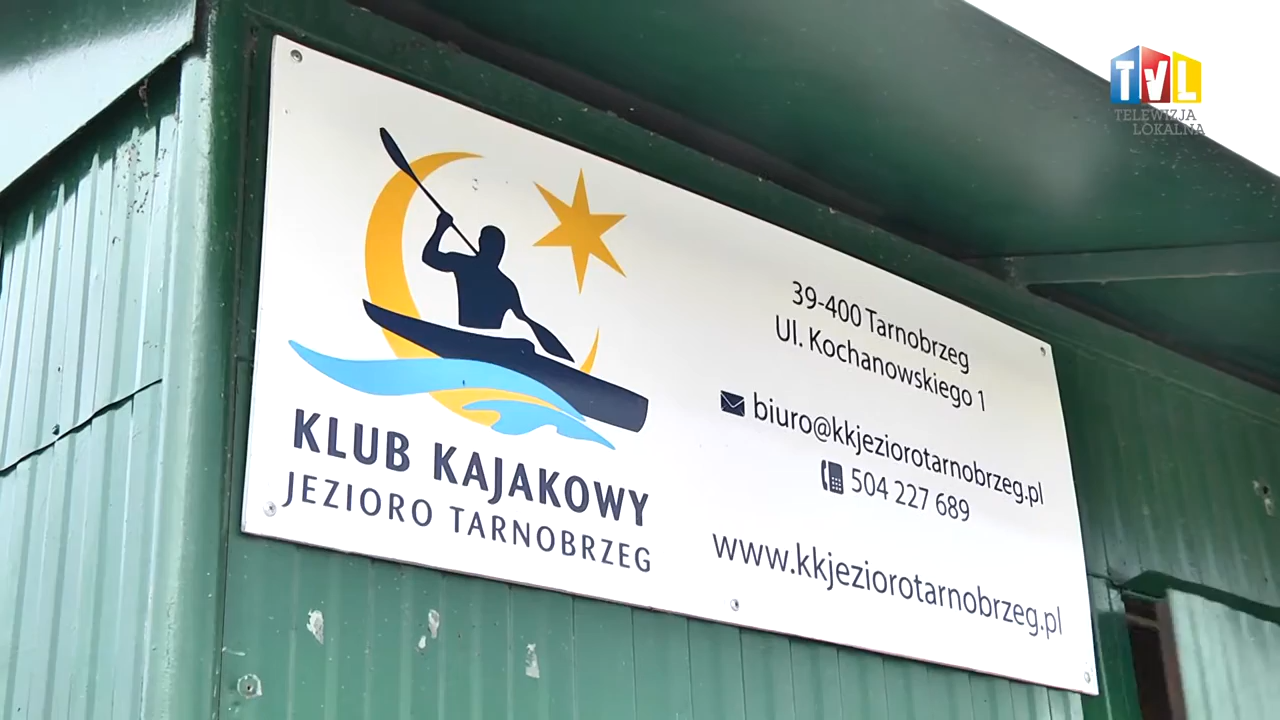 TVL
TELEWIZJA
LOKALNA
KLUB KAJAKOWY
JEZIORO TARNOBRZEG
39-400 Tarnobrzeg
Ul. Kochanowskiego 1
biuro@kkjeziorotarnobrzeg.pl
504 227 689
www.kkjeziorotarnobrzeg.pl